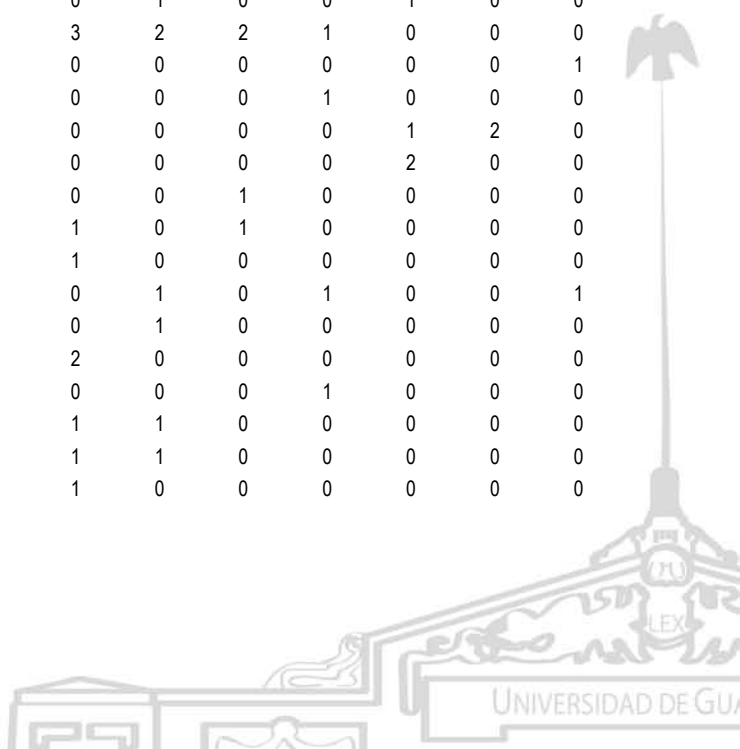 0 1 0 0 1 0 0
3 2 2 1 0 0 0
0 0 0 0 0 0 1
0 0 0 1 0 0 0
0 0 0 0 1 2 0
0 0 0 0 2 0 0
0 0 1 0 0 0 0
1 0 1 0 0 0 0
1 0 0 0 0 0 0
0 1 0 1 0 0 1
0 1 0 0 0 0 0
2 0 0 0 0 0 0
0 0 0 1 0 0 0
1 1 0 0 0 0 0
1 1 0 0 0 0 0
1 0 0 0 0 0 0
LEX
UNIVERSIDAD DE GUA